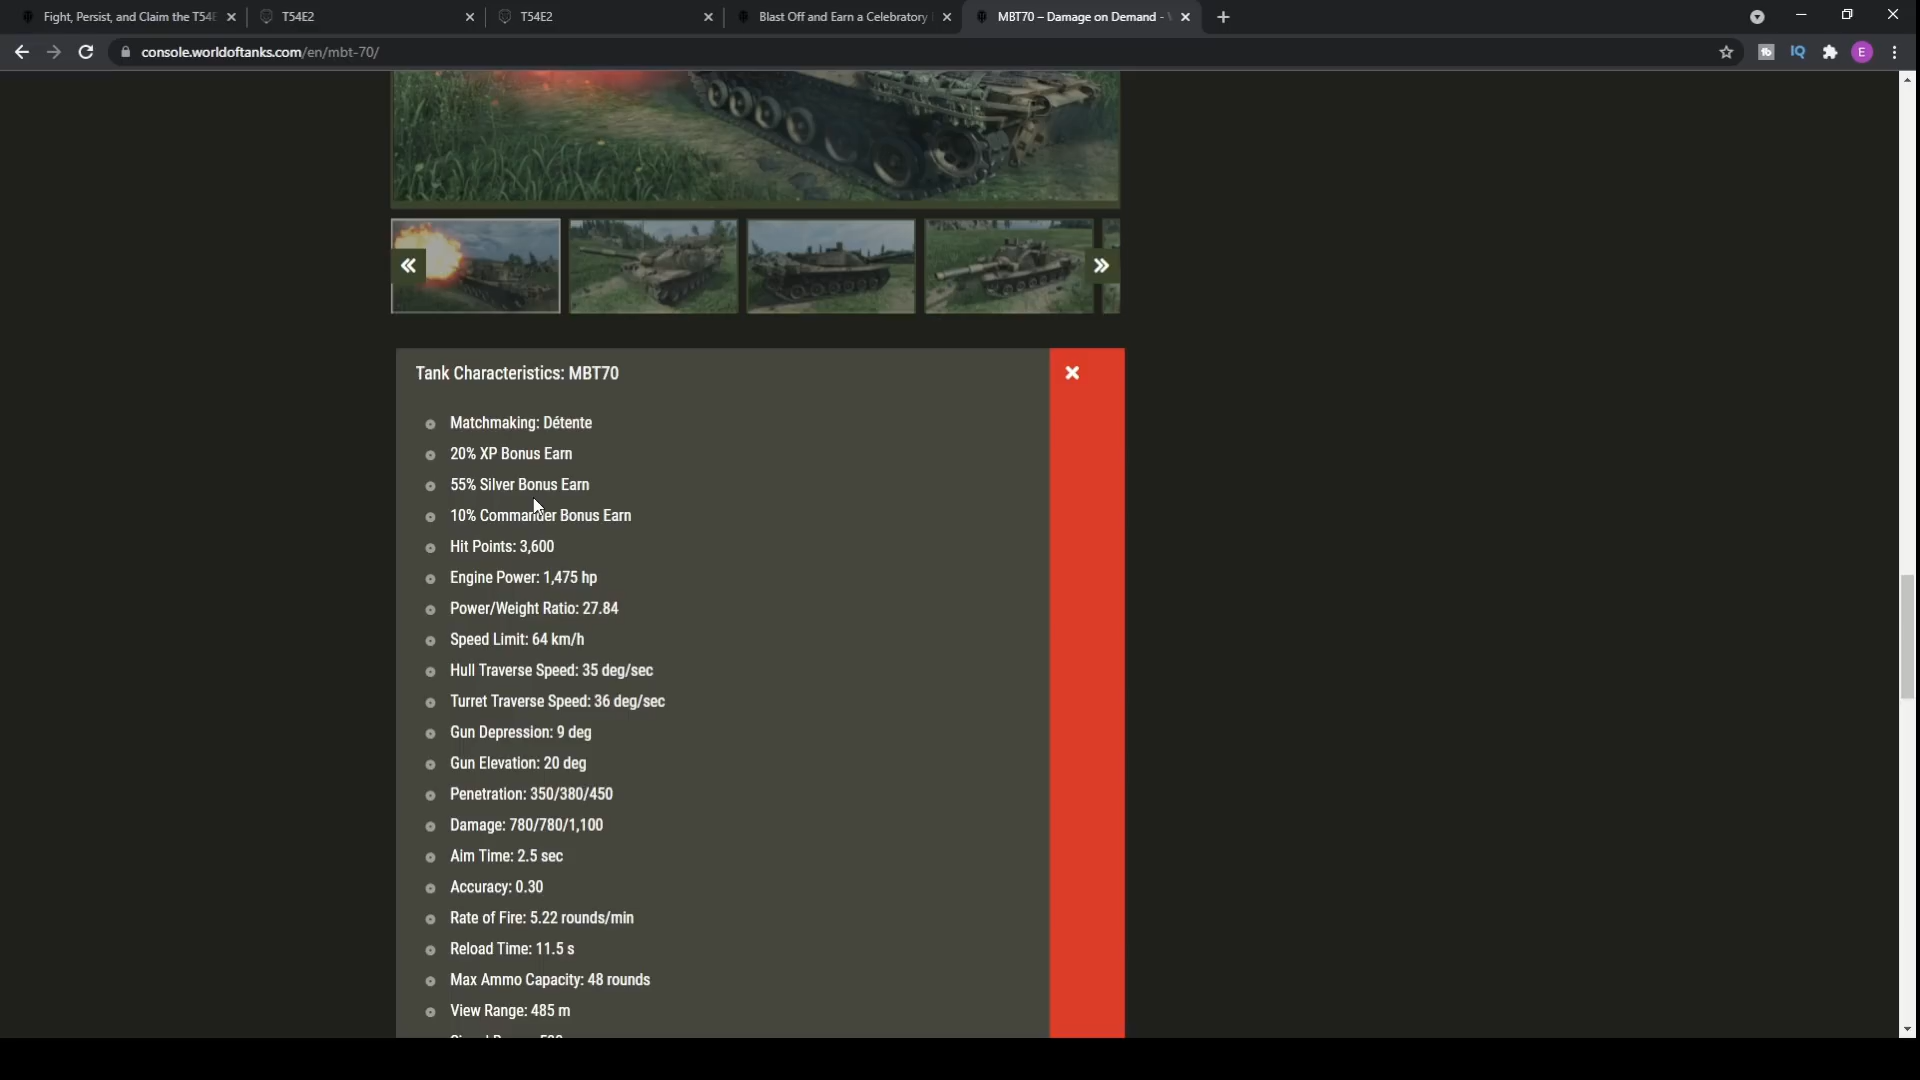 Fight, Persist, and Claim the T54E
T54E2
T54E2
Blast Off and Earn a Celebratory
MBT70 – Damage on Demand -
console.worldoftanks.com/en/mbt-70/
IQ
E
Tank Characteristics: MBT70
Matchmaking: Détente
20% XP Bonus Earn
55% Silver Bonus Earn
10% Commander Bonus Earn
Hit Points: 3,600
Engine Power: 1,475 hp
Power/Weight Ratio: 27.84
Speed Limit: 64 km/h
Hull Traverse Speed: 35 deg/sec
Turret Traverse Speed: 36 deg/sec
Gun Depression: 9 deg
Gun Elevation: 20 deg
Penetration: 350/380/450
Damage: 780/780/1,100
Aim Time: 2.5 sec
Accuracy: 0.30
Rate of Fire: 5.22 rounds/min
Reload Time: 11.5 s
Max Ammo Capacity: 48 rounds
View Range: 485 m